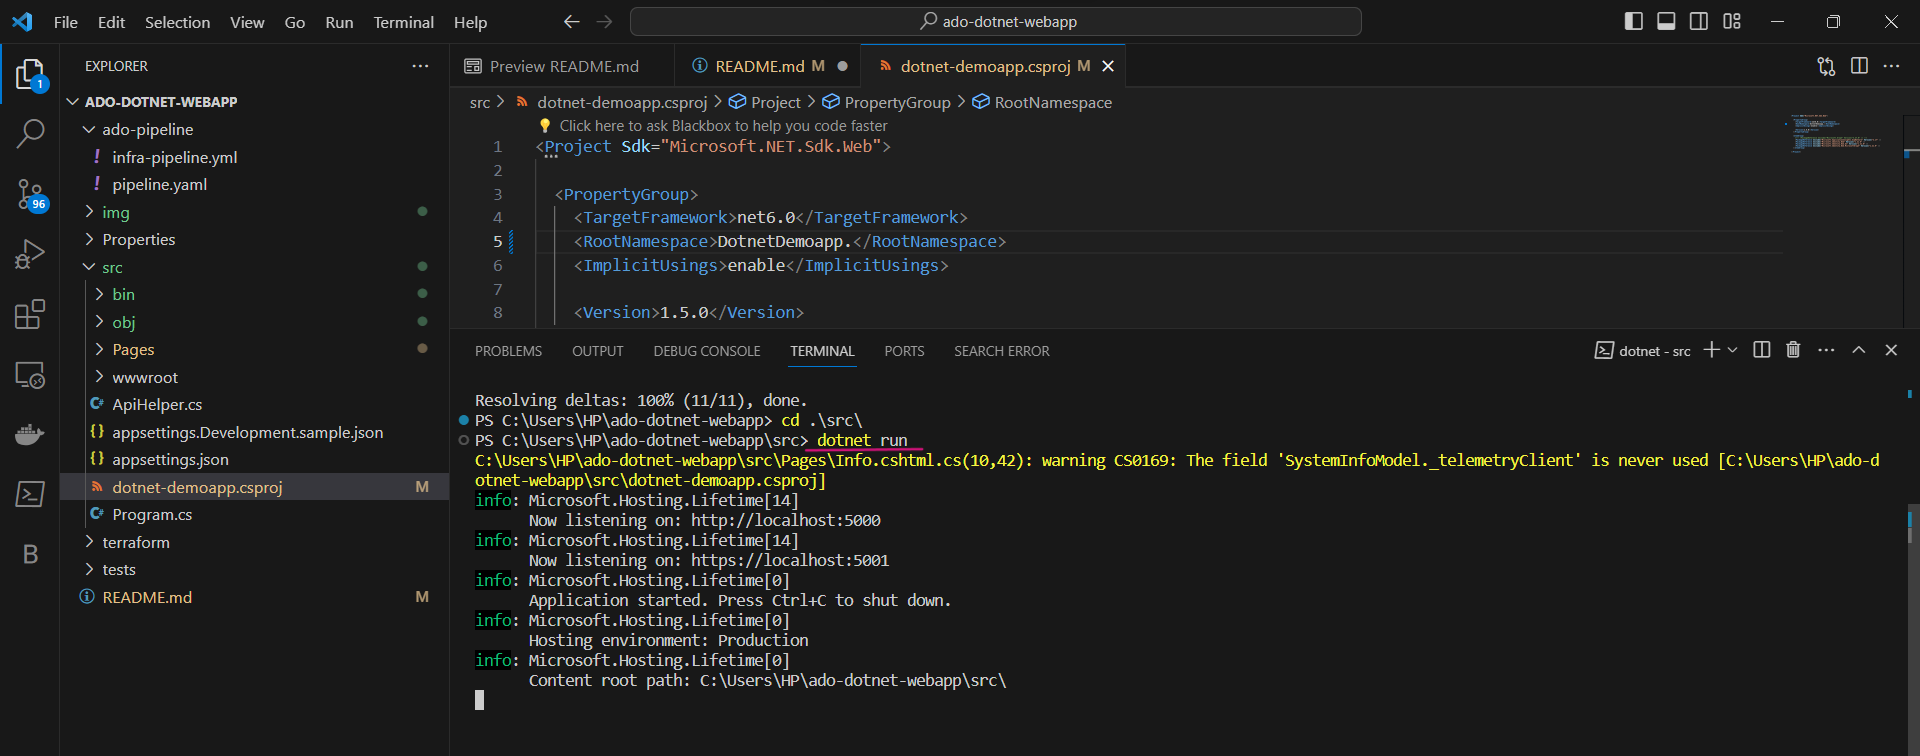 File Edit Selection View Go Run Terminal Help
ado-dotnet-webapp
1
96
B
EXPLORER
ADO-DOTNET-WEBAPP
ado-pipeline
! infra-pipeline.yml
! pipeline.yaml
img
Properties
src
bin
obj
Pages
wwwroot
C# ApiHelper.cs
{} appsettings.Development.sample.json
{} appsettings.json
dotnet-demoapp.csproj M
C# Program.cs
terraform
tests
README.md M
Preview README.md
README.md M
dotnet-demoapp.csproj M
src > dotnet-demoapp.csproj > Project > PropertyGroup > RootNamespace
Click here to ask Blackbox to help you code faster
1 <Project Sdk="Microsoft.NET.Sdk.Web">
2
3 <PropertyGroup>
4 <TargetFramework>net6.0</TargetFramework>
5 <RootNamespace>DotnetDemoapp.</RootNamespace>
6 <ImplicitUsings>enable</ImplicitUsings>
7
8 <Version>1.5.0</Version>
PROBLEMS OUTPUT DEBUG CONSOLE TERMINAL PORTS SEARCH ERROR
dotnet - src
Resolving deltas: 100% (11/11), done.
PS C:\Users\HP\ado-dotnet-webapp> cd .\src\
PS C:\Users\HP\ado-dotnet-webapp\src> dotnet run
C:\Users\HP\ado-dotnet-webapp\src\Pages\Info.cshtml.cs(10,42): warning CS0169: The field 'SystemInfoModel._telemetryClient' is never used [C:\Users\HP\ado-d
otnet-webapp\src\dotnet-demoapp.csproj]
info: Microsoft.Hosting.Lifetime[14]
Now listening on: http://localhost:5000
info: Microsoft.Hosting.Lifetime[14]
Now listening on: https://localhost:5001
info: Microsoft.Hosting.Lifetime[0]
Application started. Press Ctrl+C to shut down.
info: Microsoft.Hosting.Lifetime[0]
Hosting environment: Production
info: Microsoft.Hosting.Lifetime[0]
Content root path: C:\Users\HP\ado-dotnet-webapp\src\